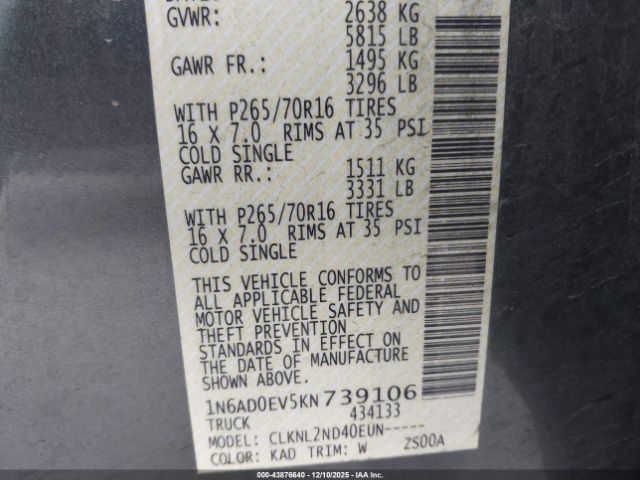 GVWR: 2638 KG
5815 LB
GAWR FR.: 1495 KG
3296 LB
WITH P265/70R16 TIRES
16 X 7.0 RIMS AT 35 PSI
COLD SINGLE
GAWR RR.: 1511 KG
3331 LB
WITH P265/70R16 TIRES
16 X 7.0 RIMS AT 35 PSI
COLD SINGLE
THIS VEHICLE CONFORMS TO
ALL APPLICABLE FEDERAL
MOTOR VEHICLE SAFETY AND
THEFT PREVENTION
STANDARDS IN EFFECT ON
THE DATE OF MANUFACTURE
SHOWN ABOVE.
1N6AD0EV5KN739106
TRUCK 434133
MODEL: CLKNL2ND40EUN-----
COLOR: KAD TRIM: W ZS00A
000-43876640 - 12/10/2025 - IAAI.COM